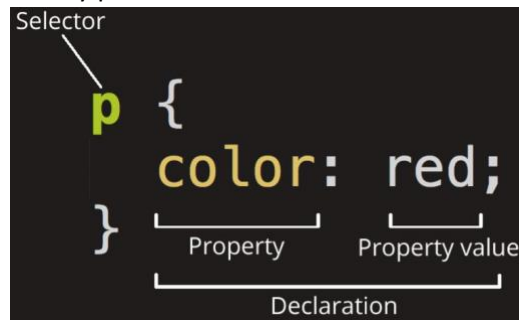 Selector
p {
color: red;
}
Property Property value
Declaration